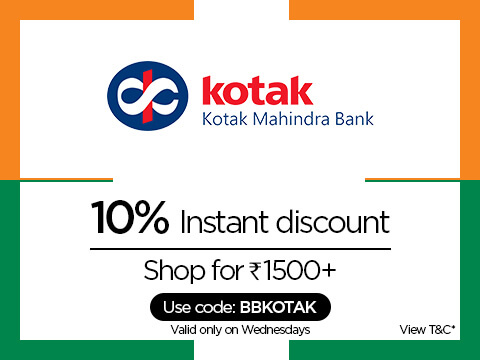 kotak
Kotak Mahindra Bank
10% Instant discount
Shop for ₹1500+
Use code: BBKOTAK
Valid only on Wednesdays
View T&C*